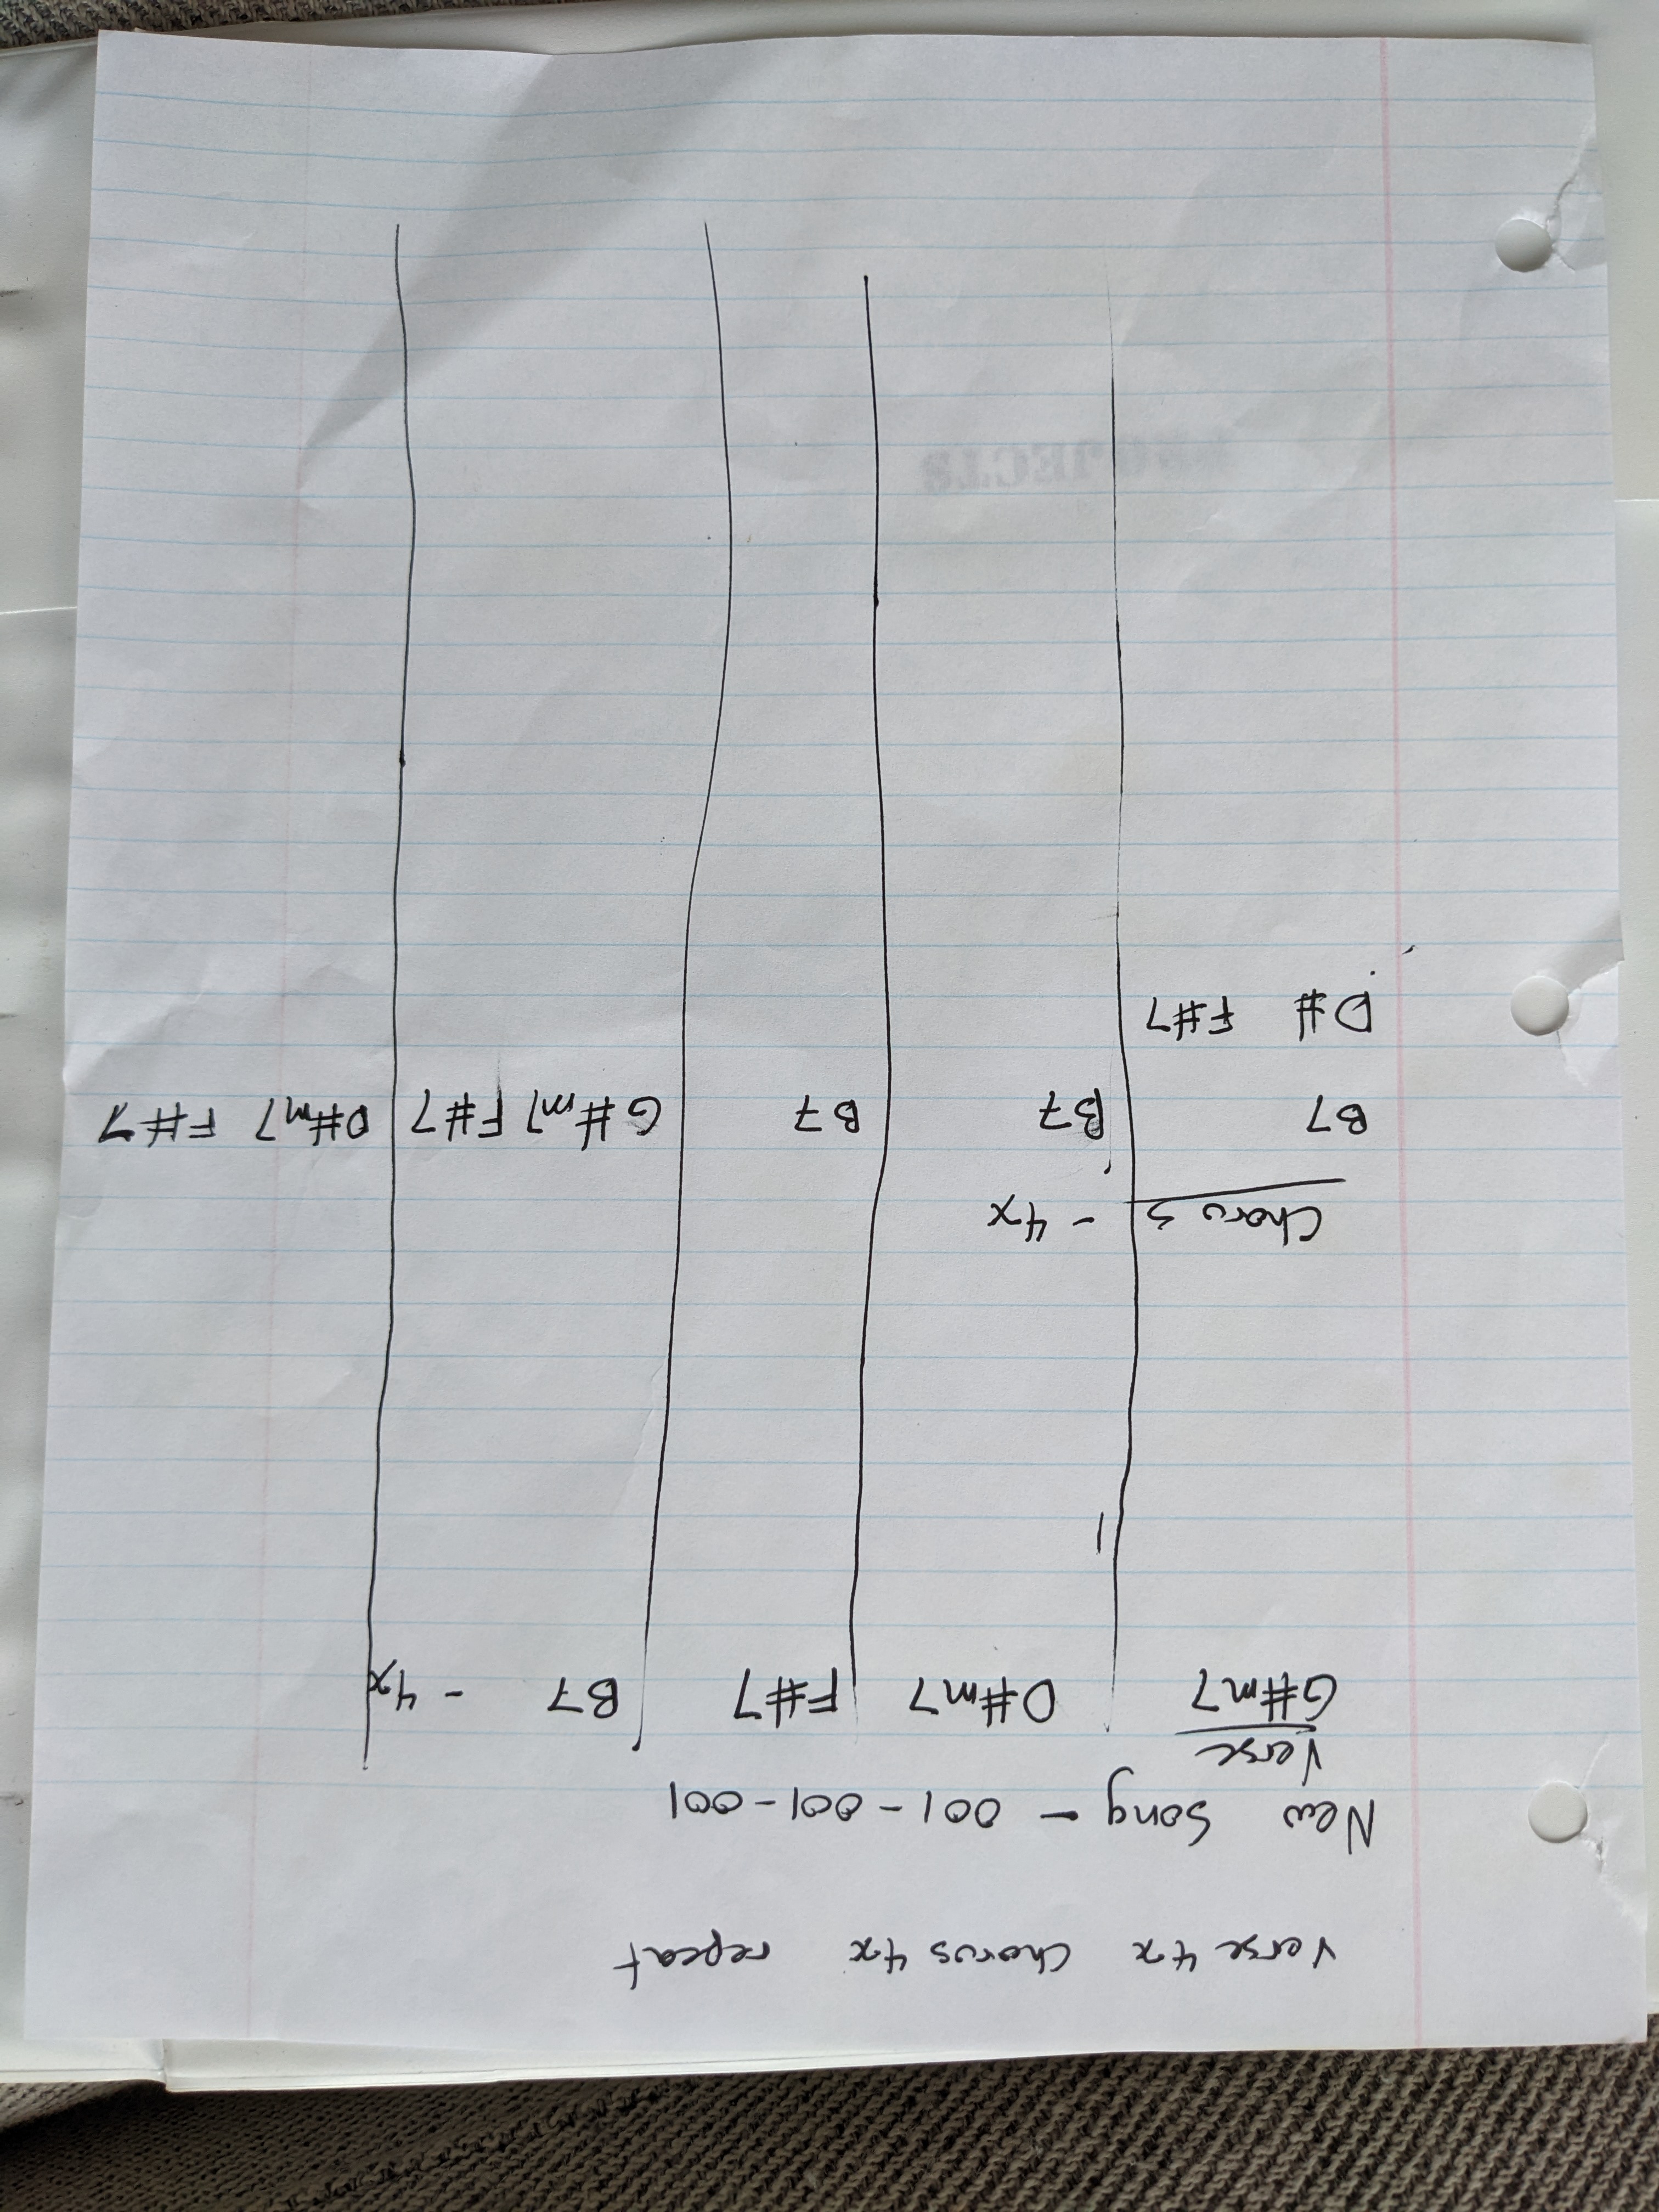 Verse 4x Chorus 4x repeat
New Song - 001-001-001
Verse
G#m7 D#m7 F#7 B7 - 4x
Chorus - 4x
B7 B7 B7 G#m7 F#7 D#m7 F#7
D# F#7